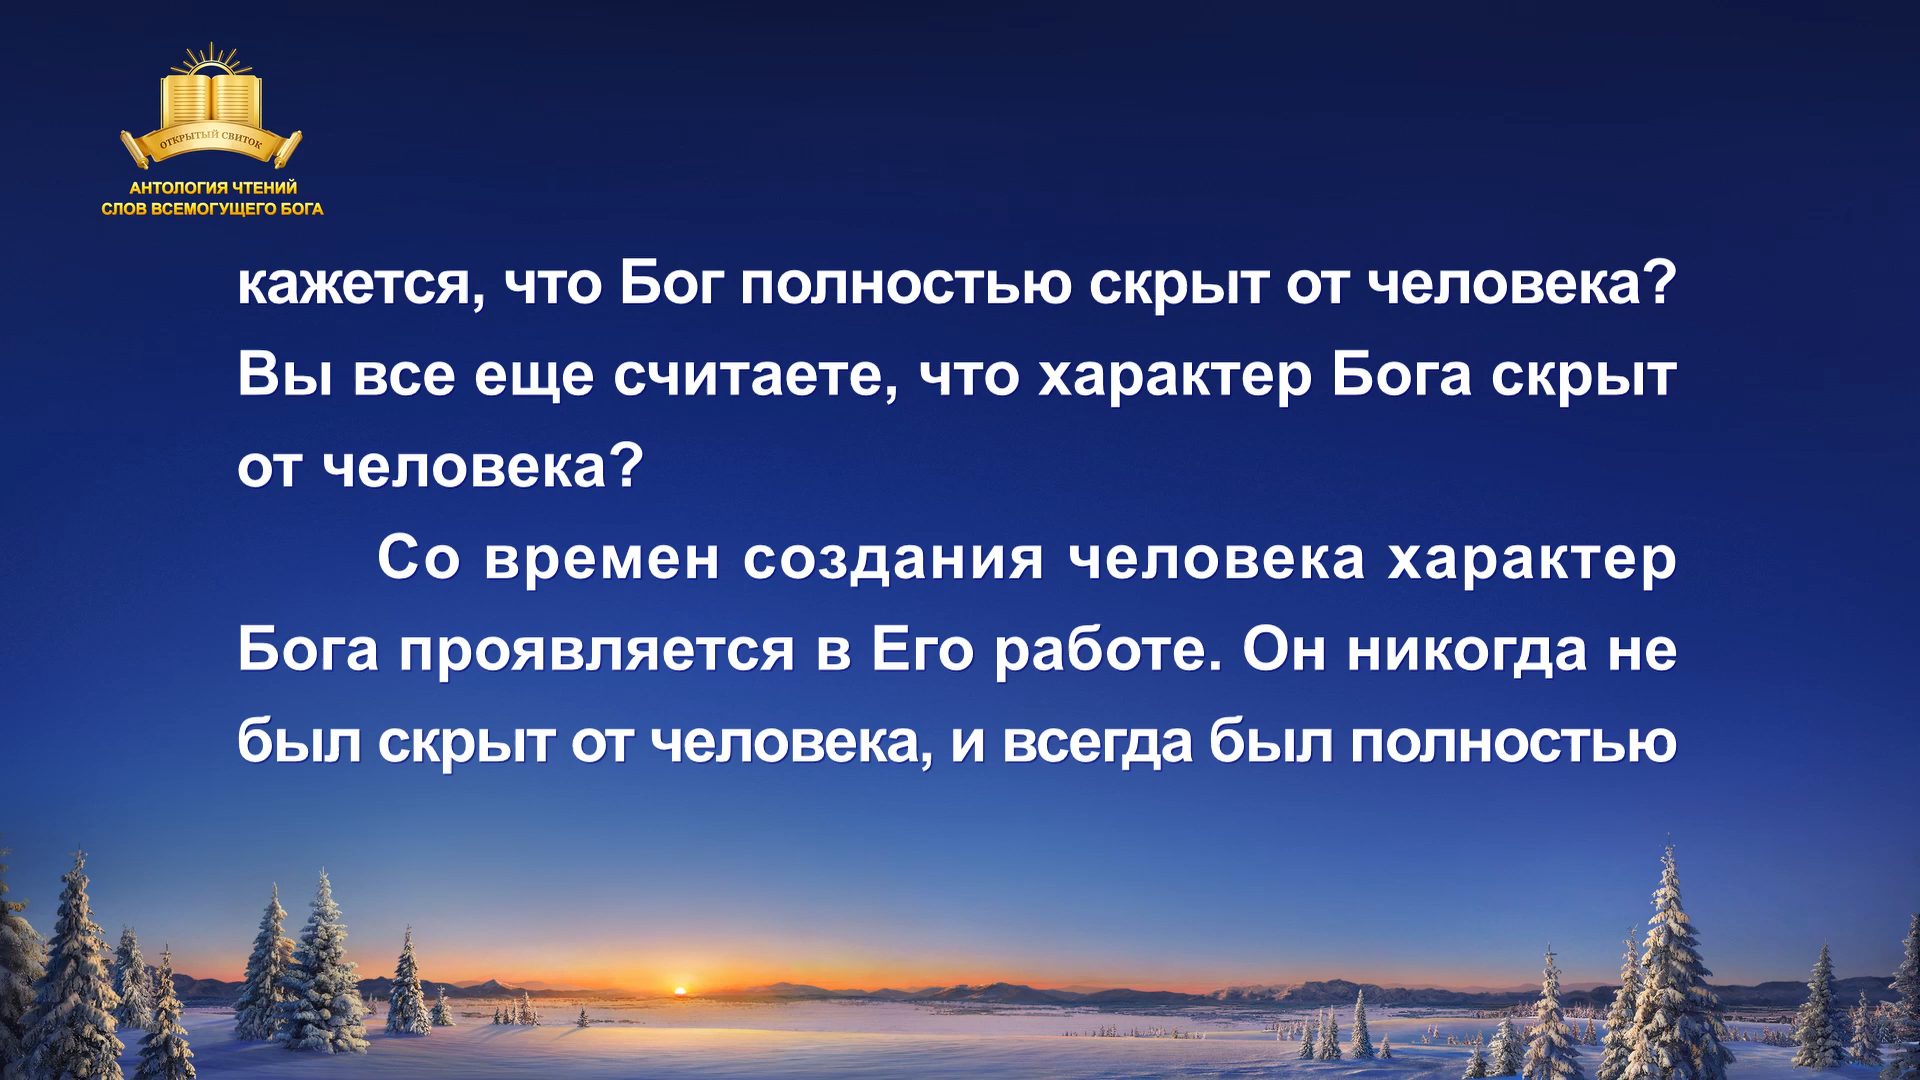 ОТКРЫТЫЙ СВИТОК
АНТОЛОГИЯ ЧТЕНИЙ
СЛОВ ВСЕМОГУЩЕГО БОГА
кажется, что Бог полностью скрыт от человека?
Вы все еще считаете, что характер Бога скрыт
от человека?
Со времен создания человека характер
Бога проявляется в Его работе. Он никогда не
был скрыт от человека, и всегда был полностью